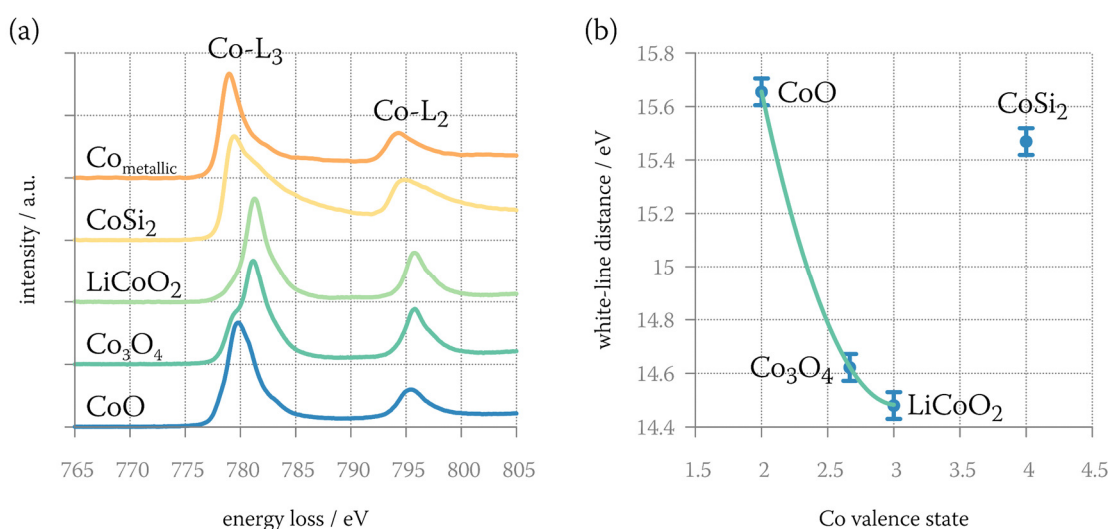 (a)
Co-L₃
Co-L₂
Co_metallic
CoSi₂
LiCoO₂
Co₃O₄
CoO
intensity / a.u.
765 770 775 780 785 790 795 800 805
energy loss / eV
(b)
15.8
15.6
15.4
15.2
15
14.8
14.6
14.4
white-line distance / eV
CoO
CoSi₂
Co₃O₄
LiCoO₂
1.5 2 2.5 3 3.5 4 4.5
Co valence state